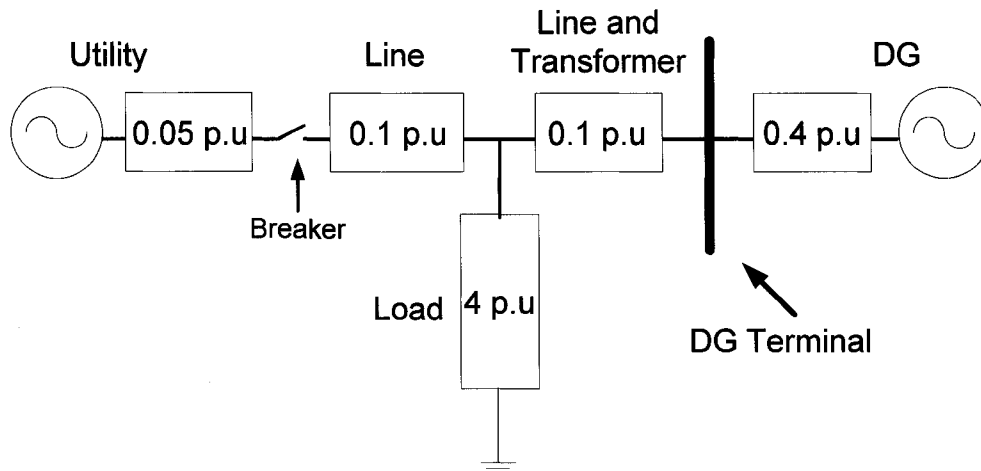 Utility
Line
Line and
Transformer
DG
0.05 p.u
0.1 p.u
0.1 p.u
0.4 p.u
Breaker
Load
4 p.u
DG Terminal